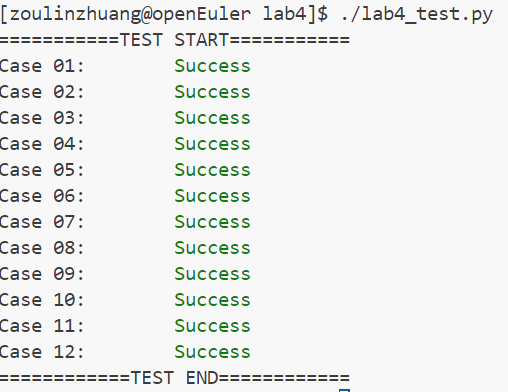 [zoulinzhuang@openEuler lab4]$ ./lab4_test.py
===========TEST START===========
Case 01:        Success
Case 02:        Success
Case 03:        Success
Case 04:        Success
Case 05:        Success
Case 06:        Success
Case 07:        Success
Case 08:        Success
Case 09:        Success
Case 10:        Success
Case 11:        Success
Case 12:        Success
============TEST END============